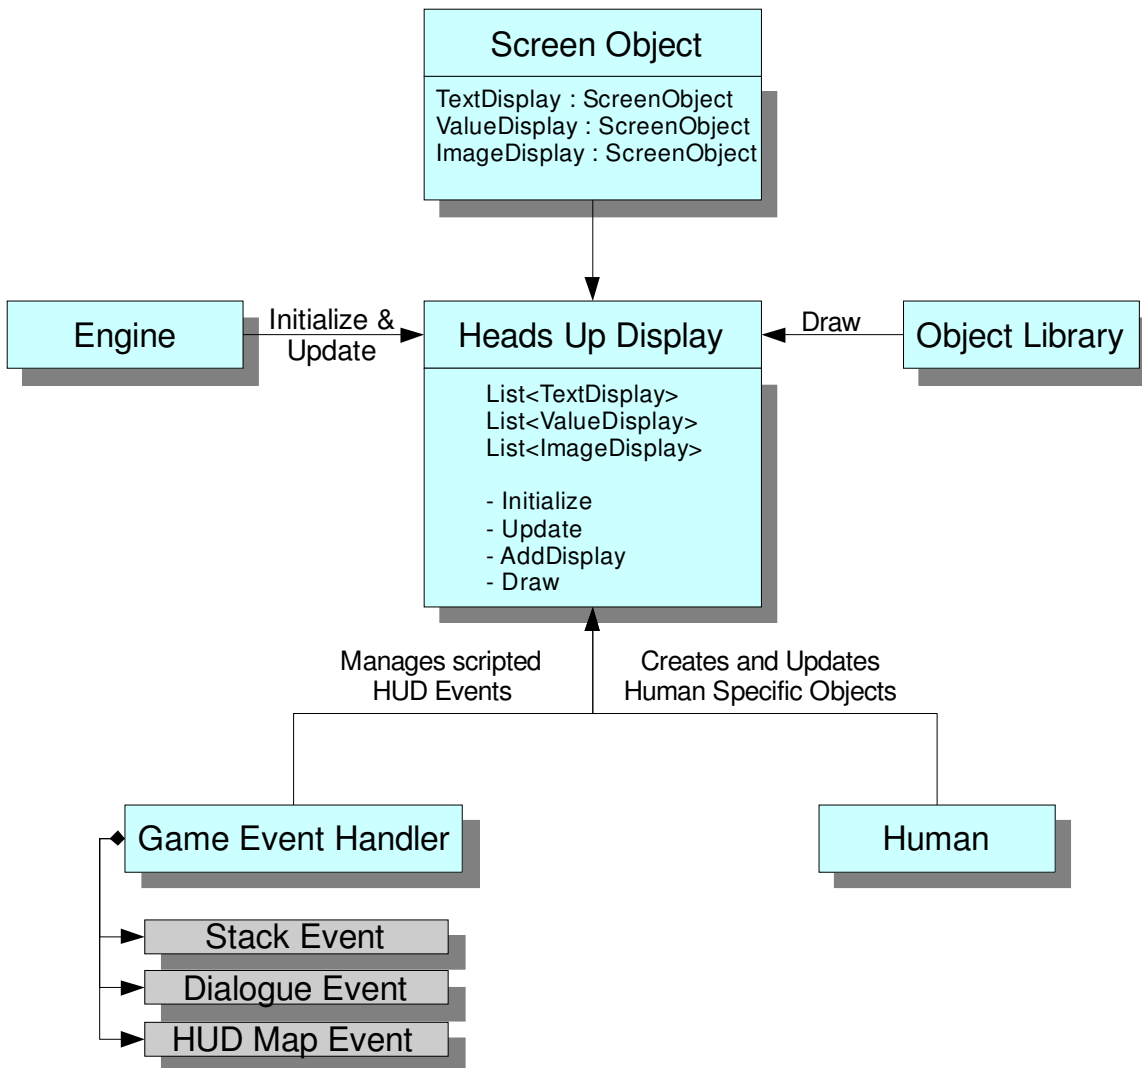 Screen Object
TextDisplay : ScreenObject
ValueDisplay : ScreenObject
ImageDisplay : ScreenObject
Engine
Initialize &
Update
Heads Up Display
Draw
Object Library
List<TextDisplay>
List<ValueDisplay>
List<ImageDisplay>
- Initialize
- Update
- AddDisplay
- Draw
Manages scripted
HUD Events
Creates and Updates
Human Specific Objects
Game Event Handler
Human
Stack Event
Dialogue Event
HUD Map Event